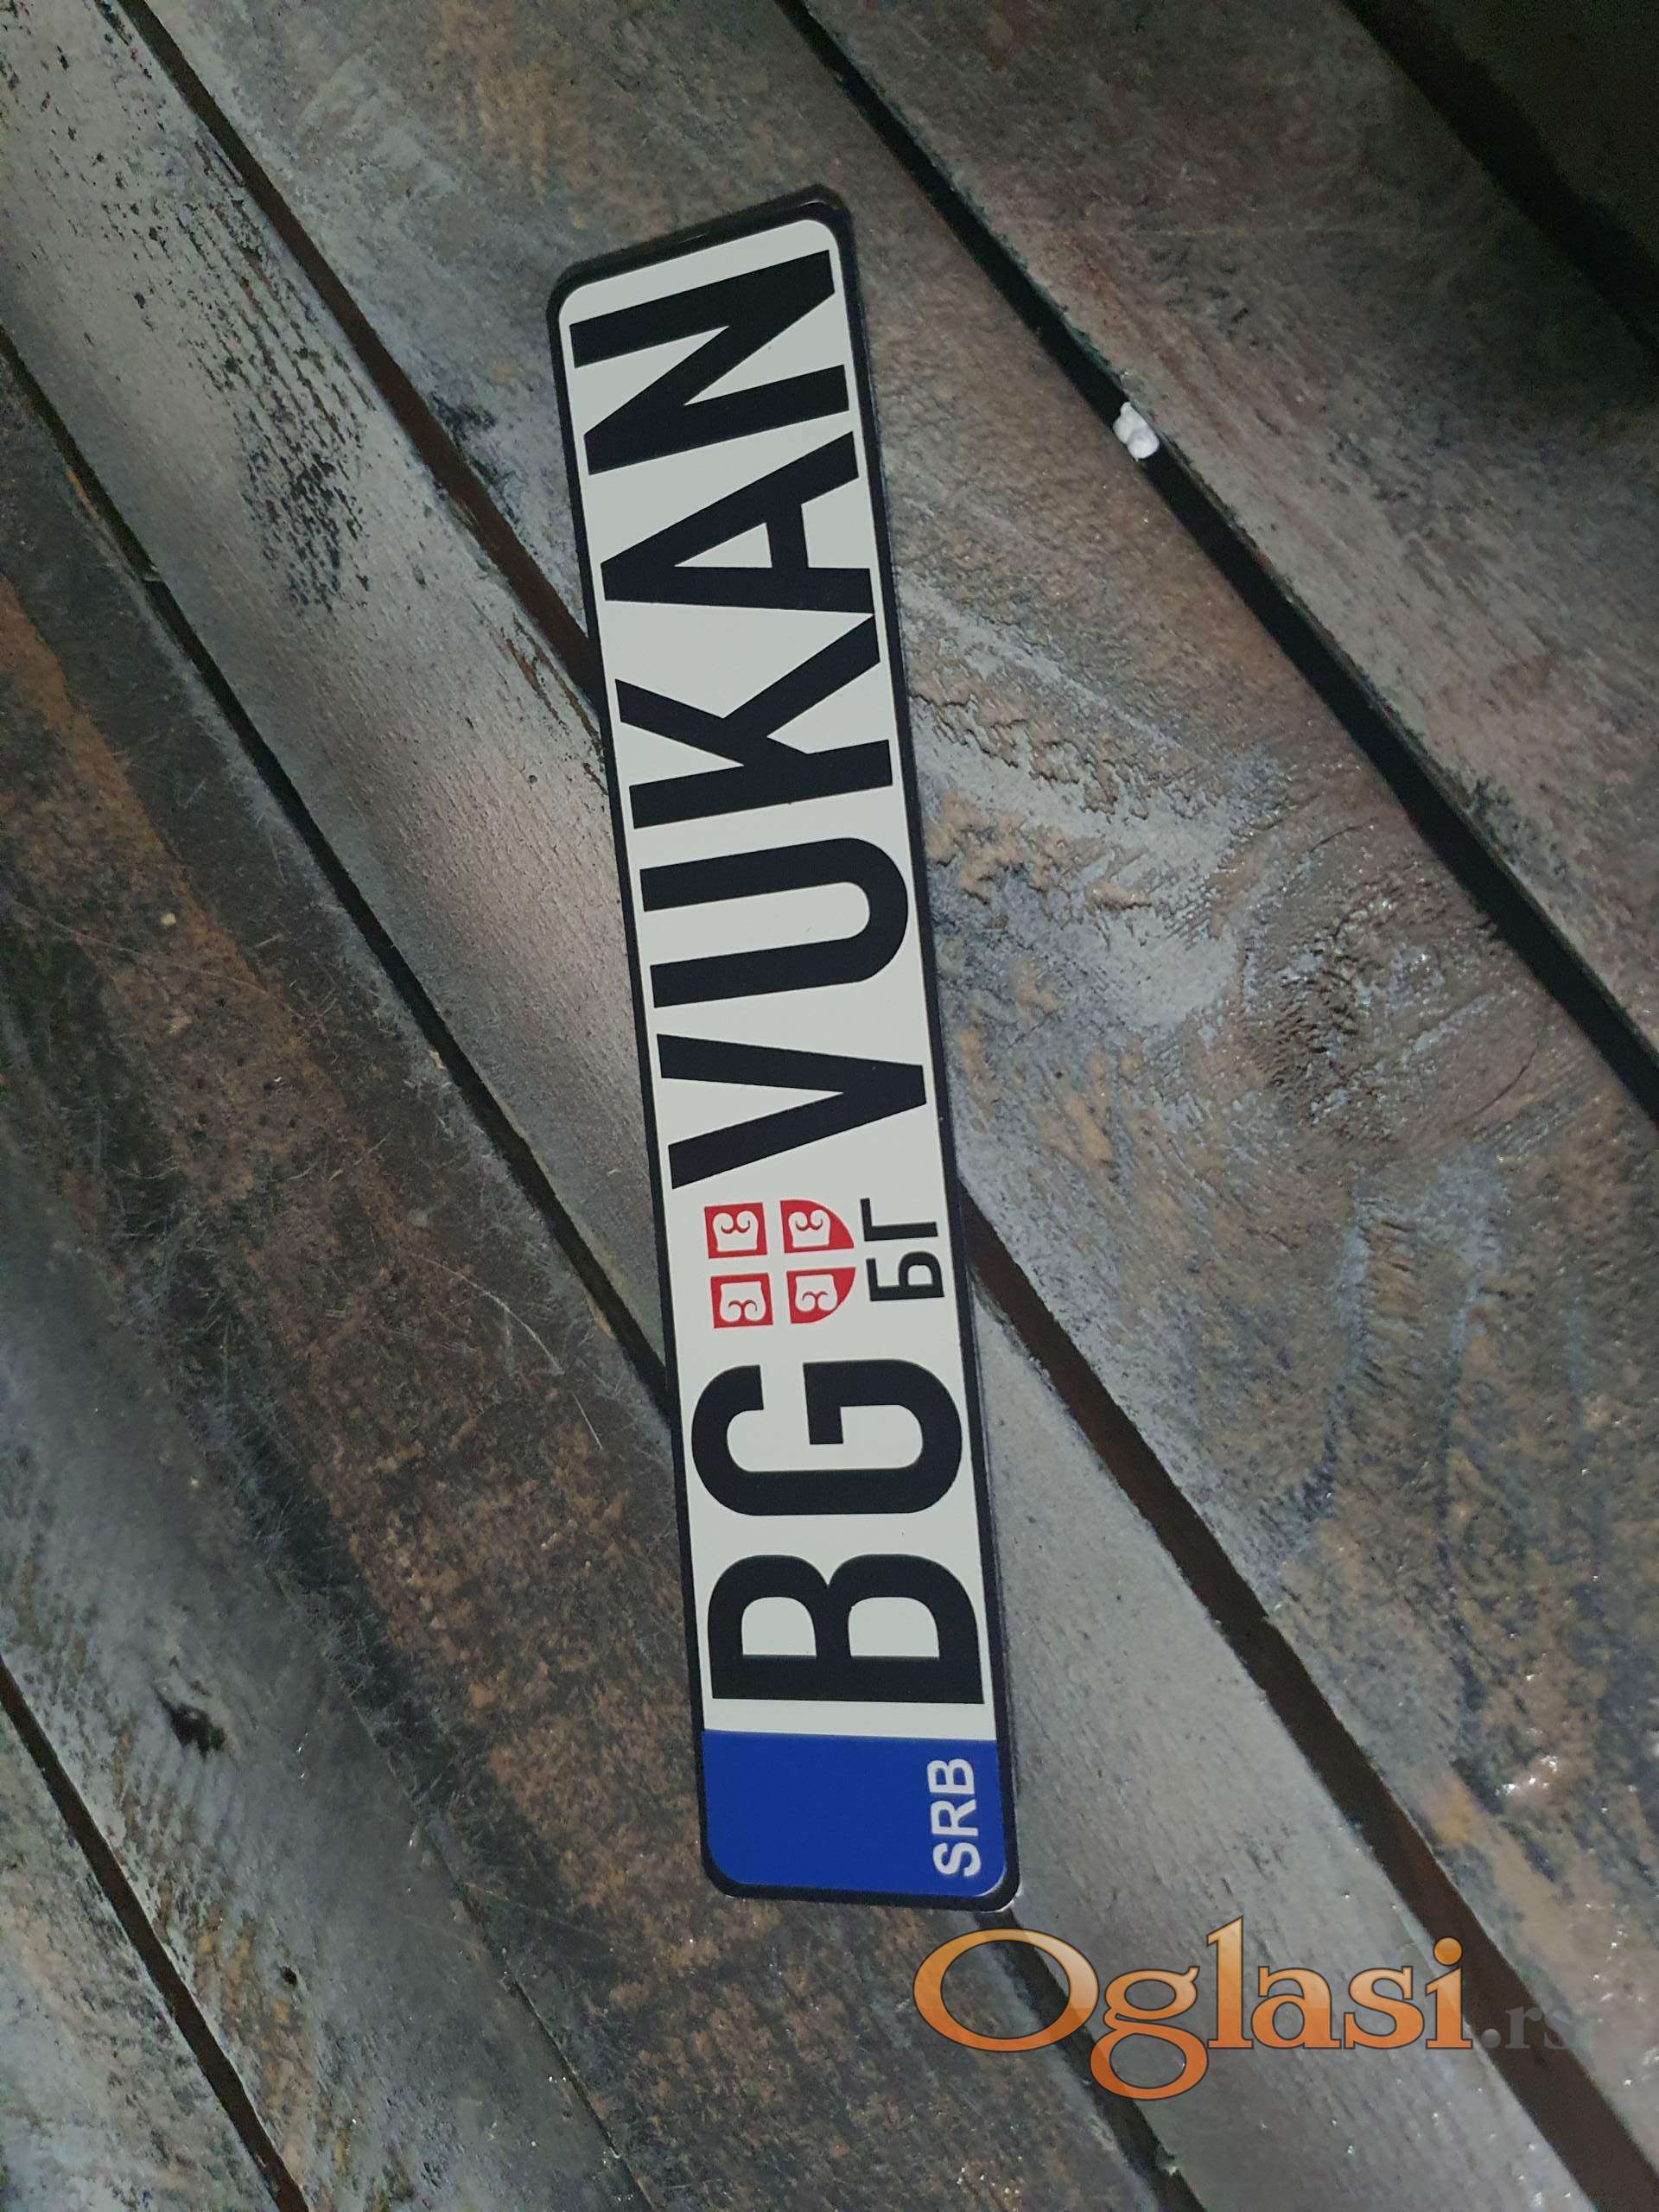 SRB BG БГ VUKAN
Oglasi.rs